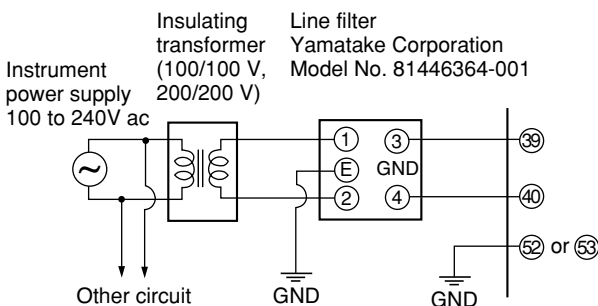 Instrument
power supply
100 to 240V ac
Insulating
transformer
(100/100 V,
200/200 V)
Line filter
Yamatake Corporation
Model No. 81446364-001
1
3
39
E
GND
2
4
40
52 or 53
Other circuit
GND
GND